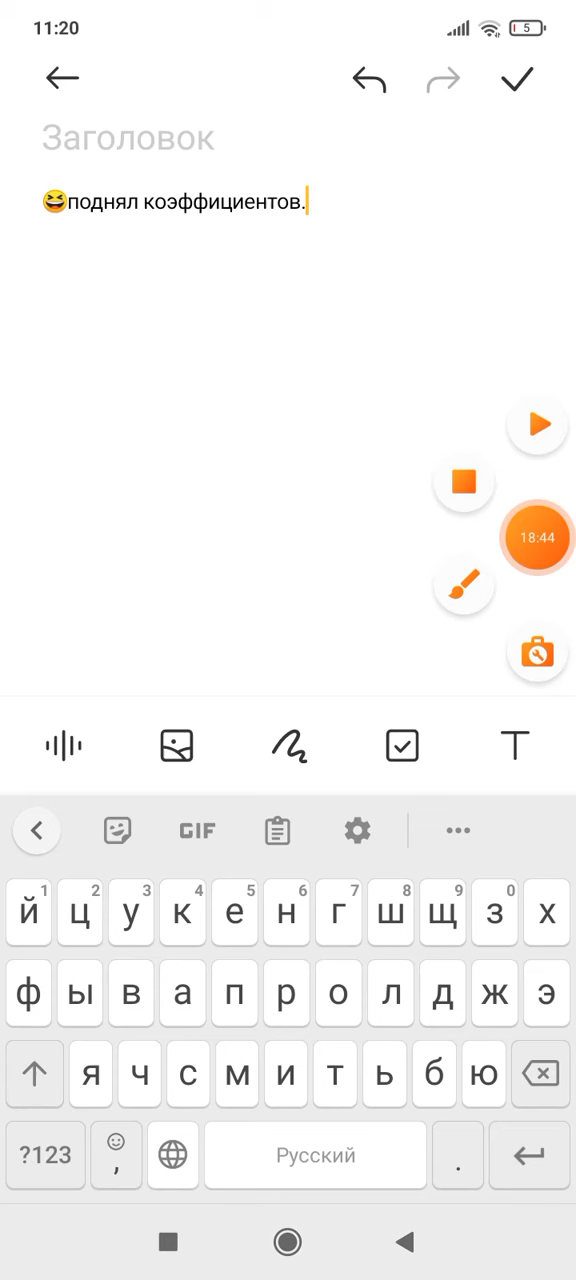 11:20
5
Заголовок
😆поднял коэффициентов.
18:44
GIF
й1 ц2 у3 к4 е5 н6 г7 ш8 щ9 з0 х
ф ы в а п р о л д ж э
я ч с м и т ь б ю
?123 , Русский .